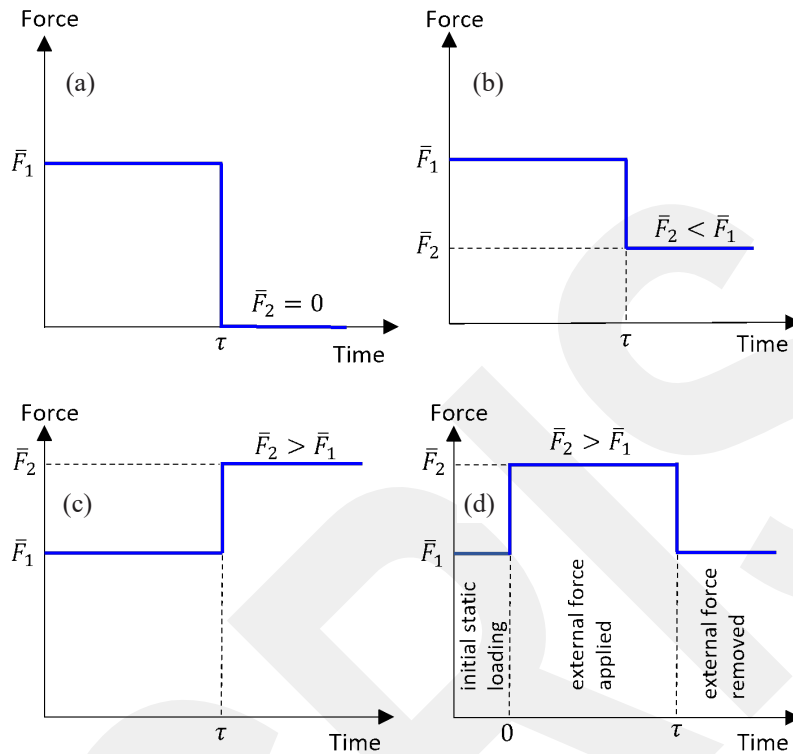 Force
(a)
F̄₁
F̄₂ = 0
τ
Time
Force
(b)
F̄₁
F̄₂ < F̄₁
F̄₂
τ
Time
Force
F̄₂ > F̄₁
F̄₂
(c)
F̄₁
τ
Time
Force
F̄₂ > F̄₁
F̄₂
(d)
F̄₁
initial static
loading
external force
applied
external force
removed
0
τ
Time